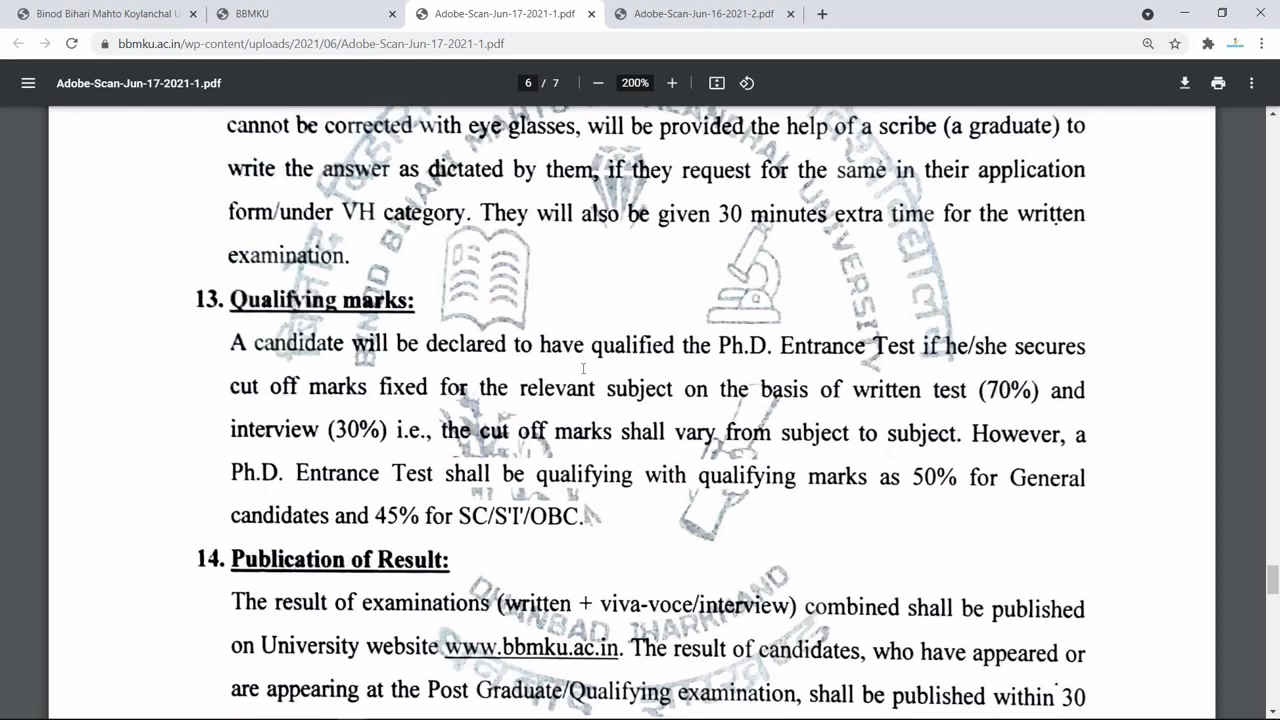 Binod Bihari Mahto Koylanchal U
BBMKU
Adobe-Scan-Jun-17-2021-1.pdf
Adobe-Scan-Jun-16-2021-2.pdf
bbmku.ac.in/wp-content/uploads/2021/06/Adobe-Scan-Jun-17-2021-1.pdf
Adobe-Scan-Jun-17-2021-1.pdf
6 / 7
200%
cannot be corrected with eye glasses, will be provided the help of a scribe (a graduate) to
write the answer as dictated by them, if they request for the same in their application
form/under VH category. They will also be given 30 minutes extra time for the written
examination.
13. Qualifying marks:
A candidate will be declared to have qualified the Ph.D. Entrance Test if he/she secures
cut off marks fixed for the relevant subject on the basis of written test (70%) and
interview (30%) i.e., the cut off marks shall vary from subject to subject. However, a
Ph.D. Entrance Test shall be qualifying with qualifying marks as 50% for General
candidates and 45% for SC/ST/OBC.
14. Publication of Result:
The result of examinations (written + viva-voce/interview) combined shall be published
on University website www.bbmku.ac.in. The result of candidates, who have appeared or
are appearing at the Post Graduate/Qualifying examination, shall be published within 30
BINOD BIHARI MAHTO
UNIVERSITY
DHANBAD JHARKHAND